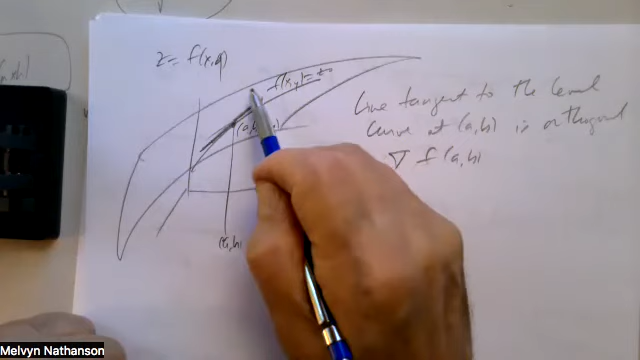 z = f(x,y)
f(x,y) = z₀
Line tangent to the level
curve at (a,b) is orthogonal
∇ f(a,b)
(a,b)
Melvyn Nathanson